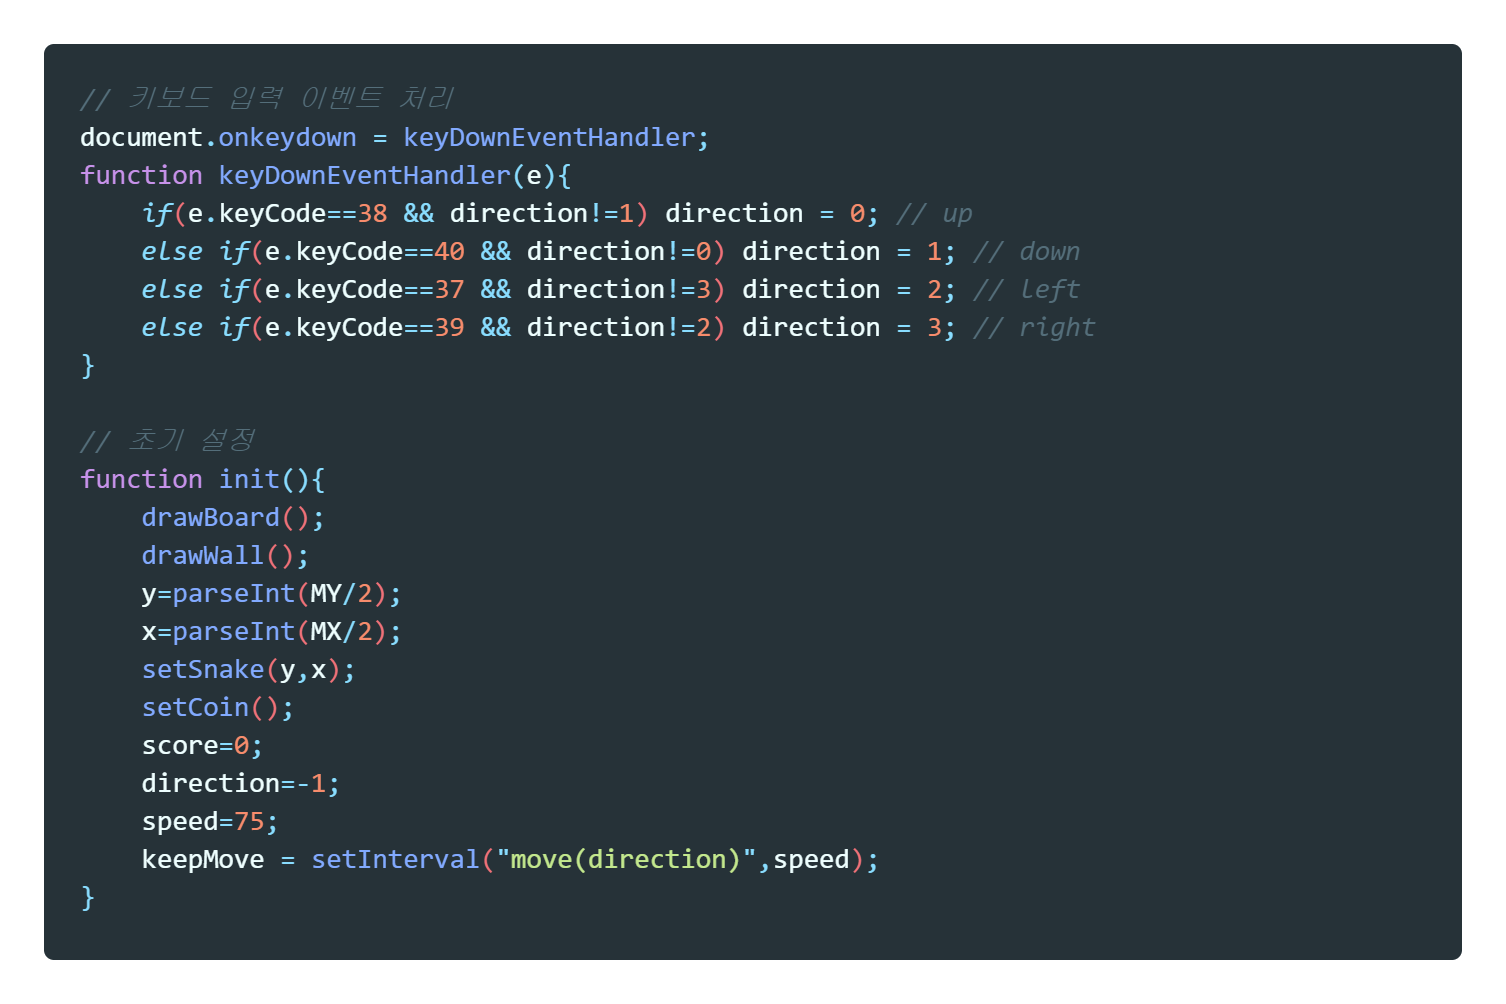 // 키보드 입력 이벤트 처리
document.onkeydown = keyDownEventHandler;
function keyDownEventHandler(e){
    if(e.keyCode==38 && direction!=1) direction = 0; // up
    else if(e.keyCode==40 && direction!=0) direction = 1; // down
    else if(e.keyCode==37 && direction!=3) direction = 2; // left
    else if(e.keyCode==39 && direction!=2) direction = 3; // right
}

// 초기 설정
function init(){
    drawBoard();
    drawWall();
    y=parseInt(MY/2);
    x=parseInt(MX/2);
    setSnake(y,x);
    setCoin();
    score=0;
    direction=-1;
    speed=75;
    keepMove = setInterval("move(direction)",speed);
}